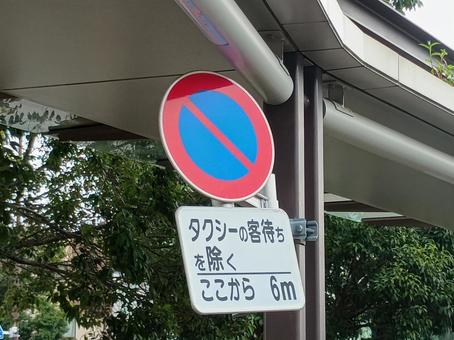 タクシーの客待ち
を除く
ここから 6m